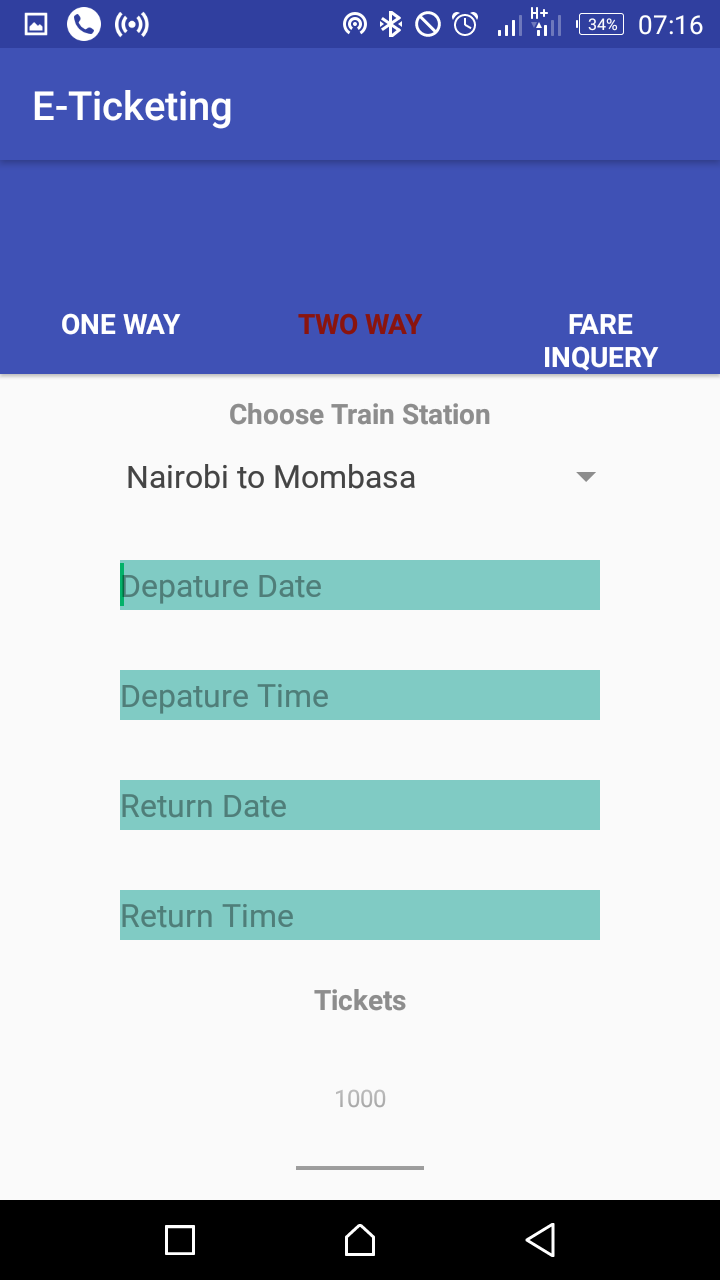 H+
34%
07:16
E-Ticketing
ONE WAY
TWO WAY
FARE
INQUERY
Choose Train Station
Nairobi to Mombasa
Depature Date
Depature Time
Return Date
Return Time
Tickets
1000